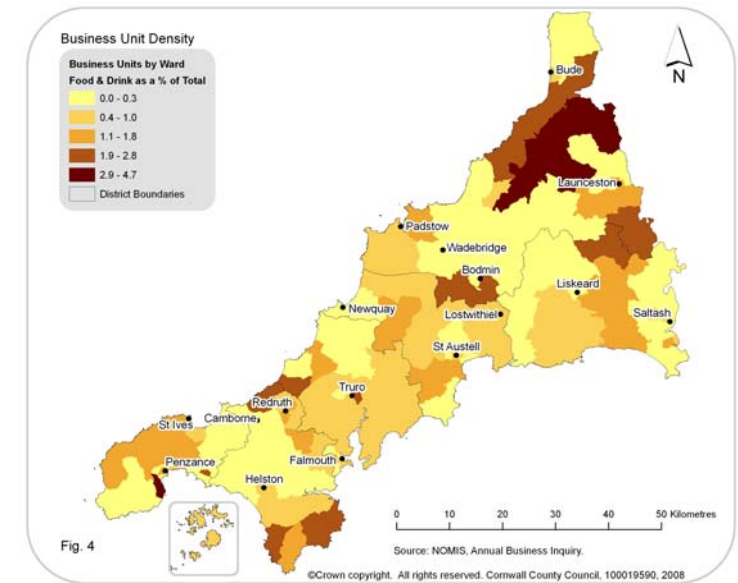 Business Unit Density
Business Units by Ward
Food & Drink as a % of Total
0.0 - 0.3
0.4 - 1.0
1.1 - 1.8
1.9 - 2.8
2.9 - 4.7
District Boundaries
N
Bude
Launceston
Padstow
Wadebridge
Bodmin
Liskeard
Newquay
Lostwithiel
Saltash
St Austell
Truro
Redruth
Camborne
St Ives
Penzance
Falmouth
Helston
0 10 20 30 40 50 Kilometres
Fig. 4
Source: NOMIS, Annual Business Inquiry.
©Crown copyright. All rights reserved. Cornwall County Council, 100019590, 2008